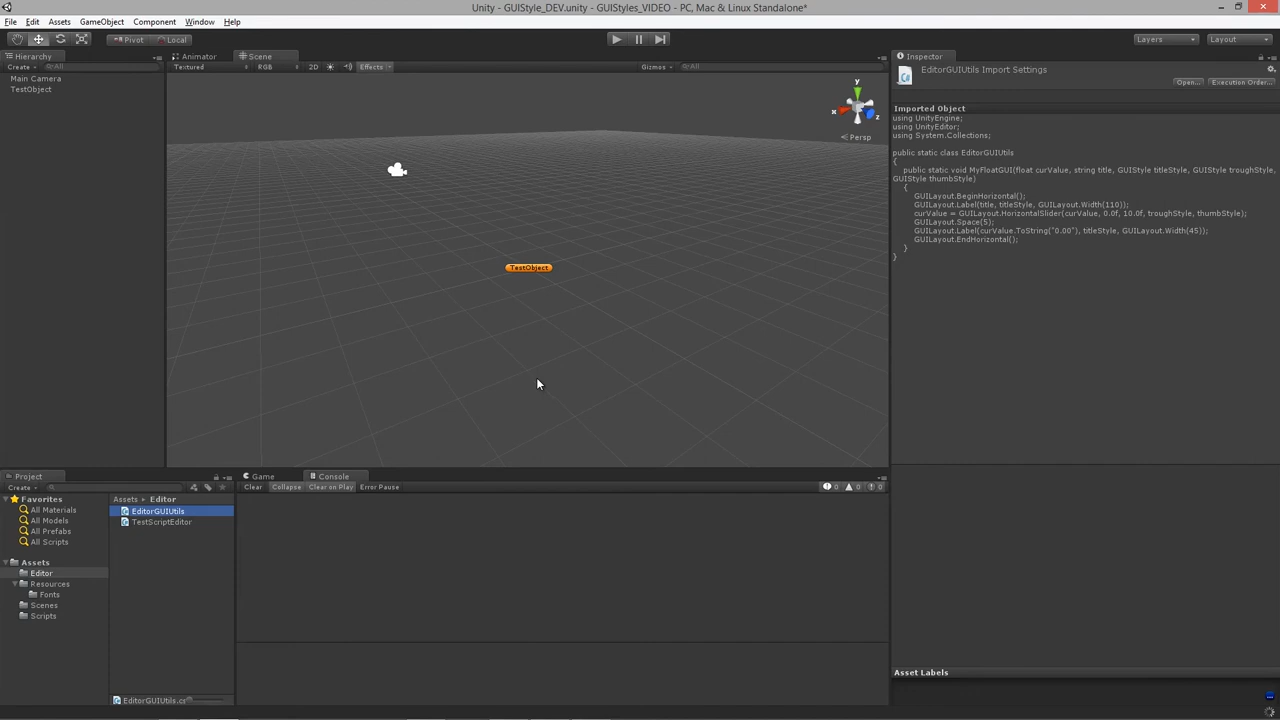 Unity - GUIStyle_DEV.unity - GUIStyles_VIDEO - PC, Mac & Linux Standalone*
File Edit Assets GameObject Component Window Help
Pivot Local Layers Layout
Hierarchy
Create All
Main Camera
TestObject
Animator Scene
Textured RGB 2D Effects Gizmos All
y
x
z
Persp
TestObject
Inspector
EditorGUIUtils Import Settings
Open... Execution Order...
Imported Object
using UnityEngine;
using UnityEditor;
using System.Collections;
public static class EditorGUIUtils
{
public static void MyFloatGUI(float curValue, string title, GUIStyle titleStyle, GUIStyle troughStyle,
GUIStyle thumbStyle)
{
GUILayout.BeginHorizontal();
GUILayout.Label(title, titleStyle, GUILayout.Width(110));
curValue = GUILayout.HorizontalSlider(curValue, 0.0f, 10.0f, troughStyle, thumbStyle);
GUILayout.Space(5);
GUILayout.Label(curValue.ToString("0.00"), titleStyle, GUILayout.Width(45));
GUILayout.EndHorizontal();
}
}
Asset Labels
Project
Create
Favorites
All Materials
All Models
All Prefabs
All Scripts
Assets
Editor
Resources
Fonts
Scenes
Scripts
Assets Editor
EditorGUIUtils
TestScriptEditor
EditorGUIUtils.cs
Game Console
Clear Collapse Clear on Play Error Pause 0 0 0